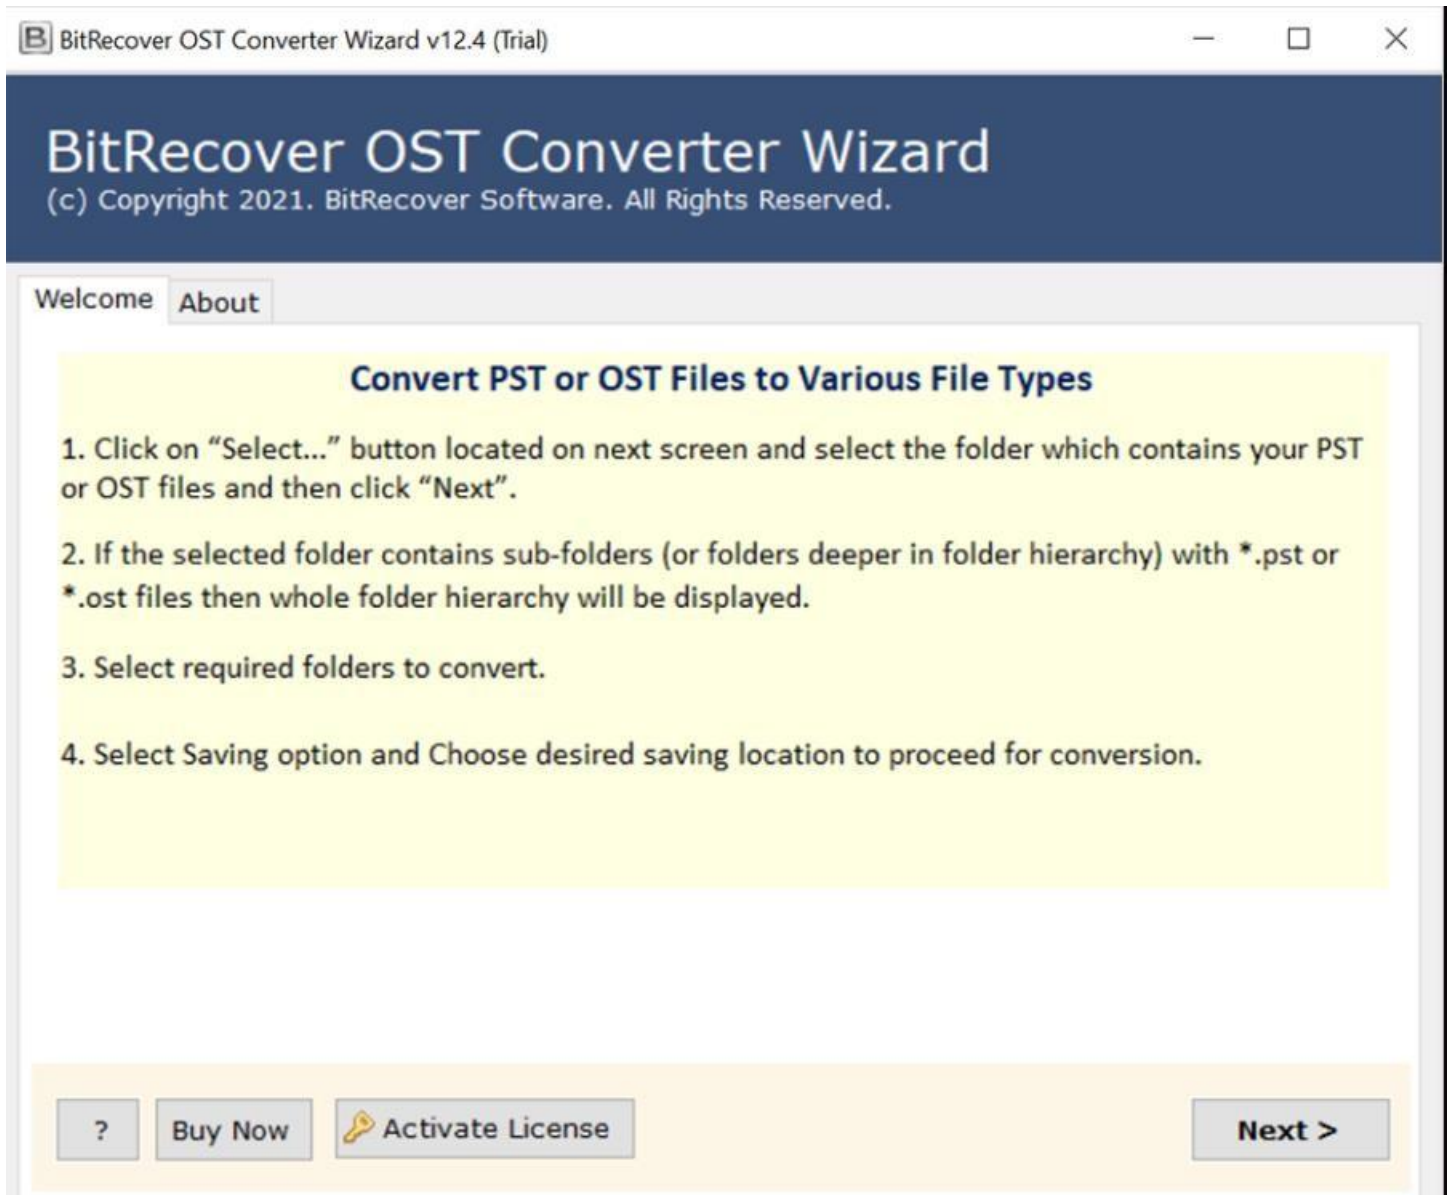 BitRecover OST Converter Wizard v12.4 (Trial)
BitRecover OST Converter Wizard
(c) Copyright 2021. BitRecover Software. All Rights Reserved.
Welcome About
Convert PST or OST Files to Various File Types
1. Click on “Select...” button located on next screen and select the folder which contains your PST
or OST files and then click “Next”.
2. If the selected folder contains sub-folders (or folders deeper in folder hierarchy) with *.pst or
*.ost files then whole folder hierarchy will be displayed.
3. Select required folders to convert.
4. Select Saving option and Choose desired saving location to proceed for conversion.
? Buy Now Activate License Next >